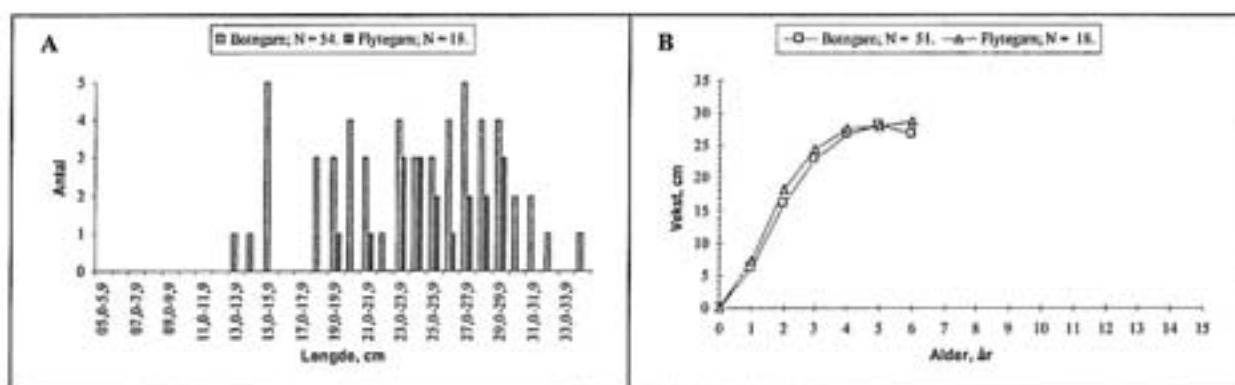 A
Botngarn; N = 54. Flytegarn; N = 18.
Antal
5
4
3
2
1
0
05,0-5,9 07,0-7,9 09,0-9,9 11,0-11,9 13,0-13,9 15,0-15,9 17,0-17,9 19,0-19,9 21,0-21,9 23,0-23,9 25,0-25,9 27,0-27,9 29,0-29,9 31,0-31,9 33,0-33,9
Lengde, cm
B
Botngarn; N = 51. Flytegarn; N = 18.
Vekst, cm
35
30
25
20
15
10
5
0
0 1 2 3 4 5 6 7 8 9 10 11 12 13 14 15
Alder, år